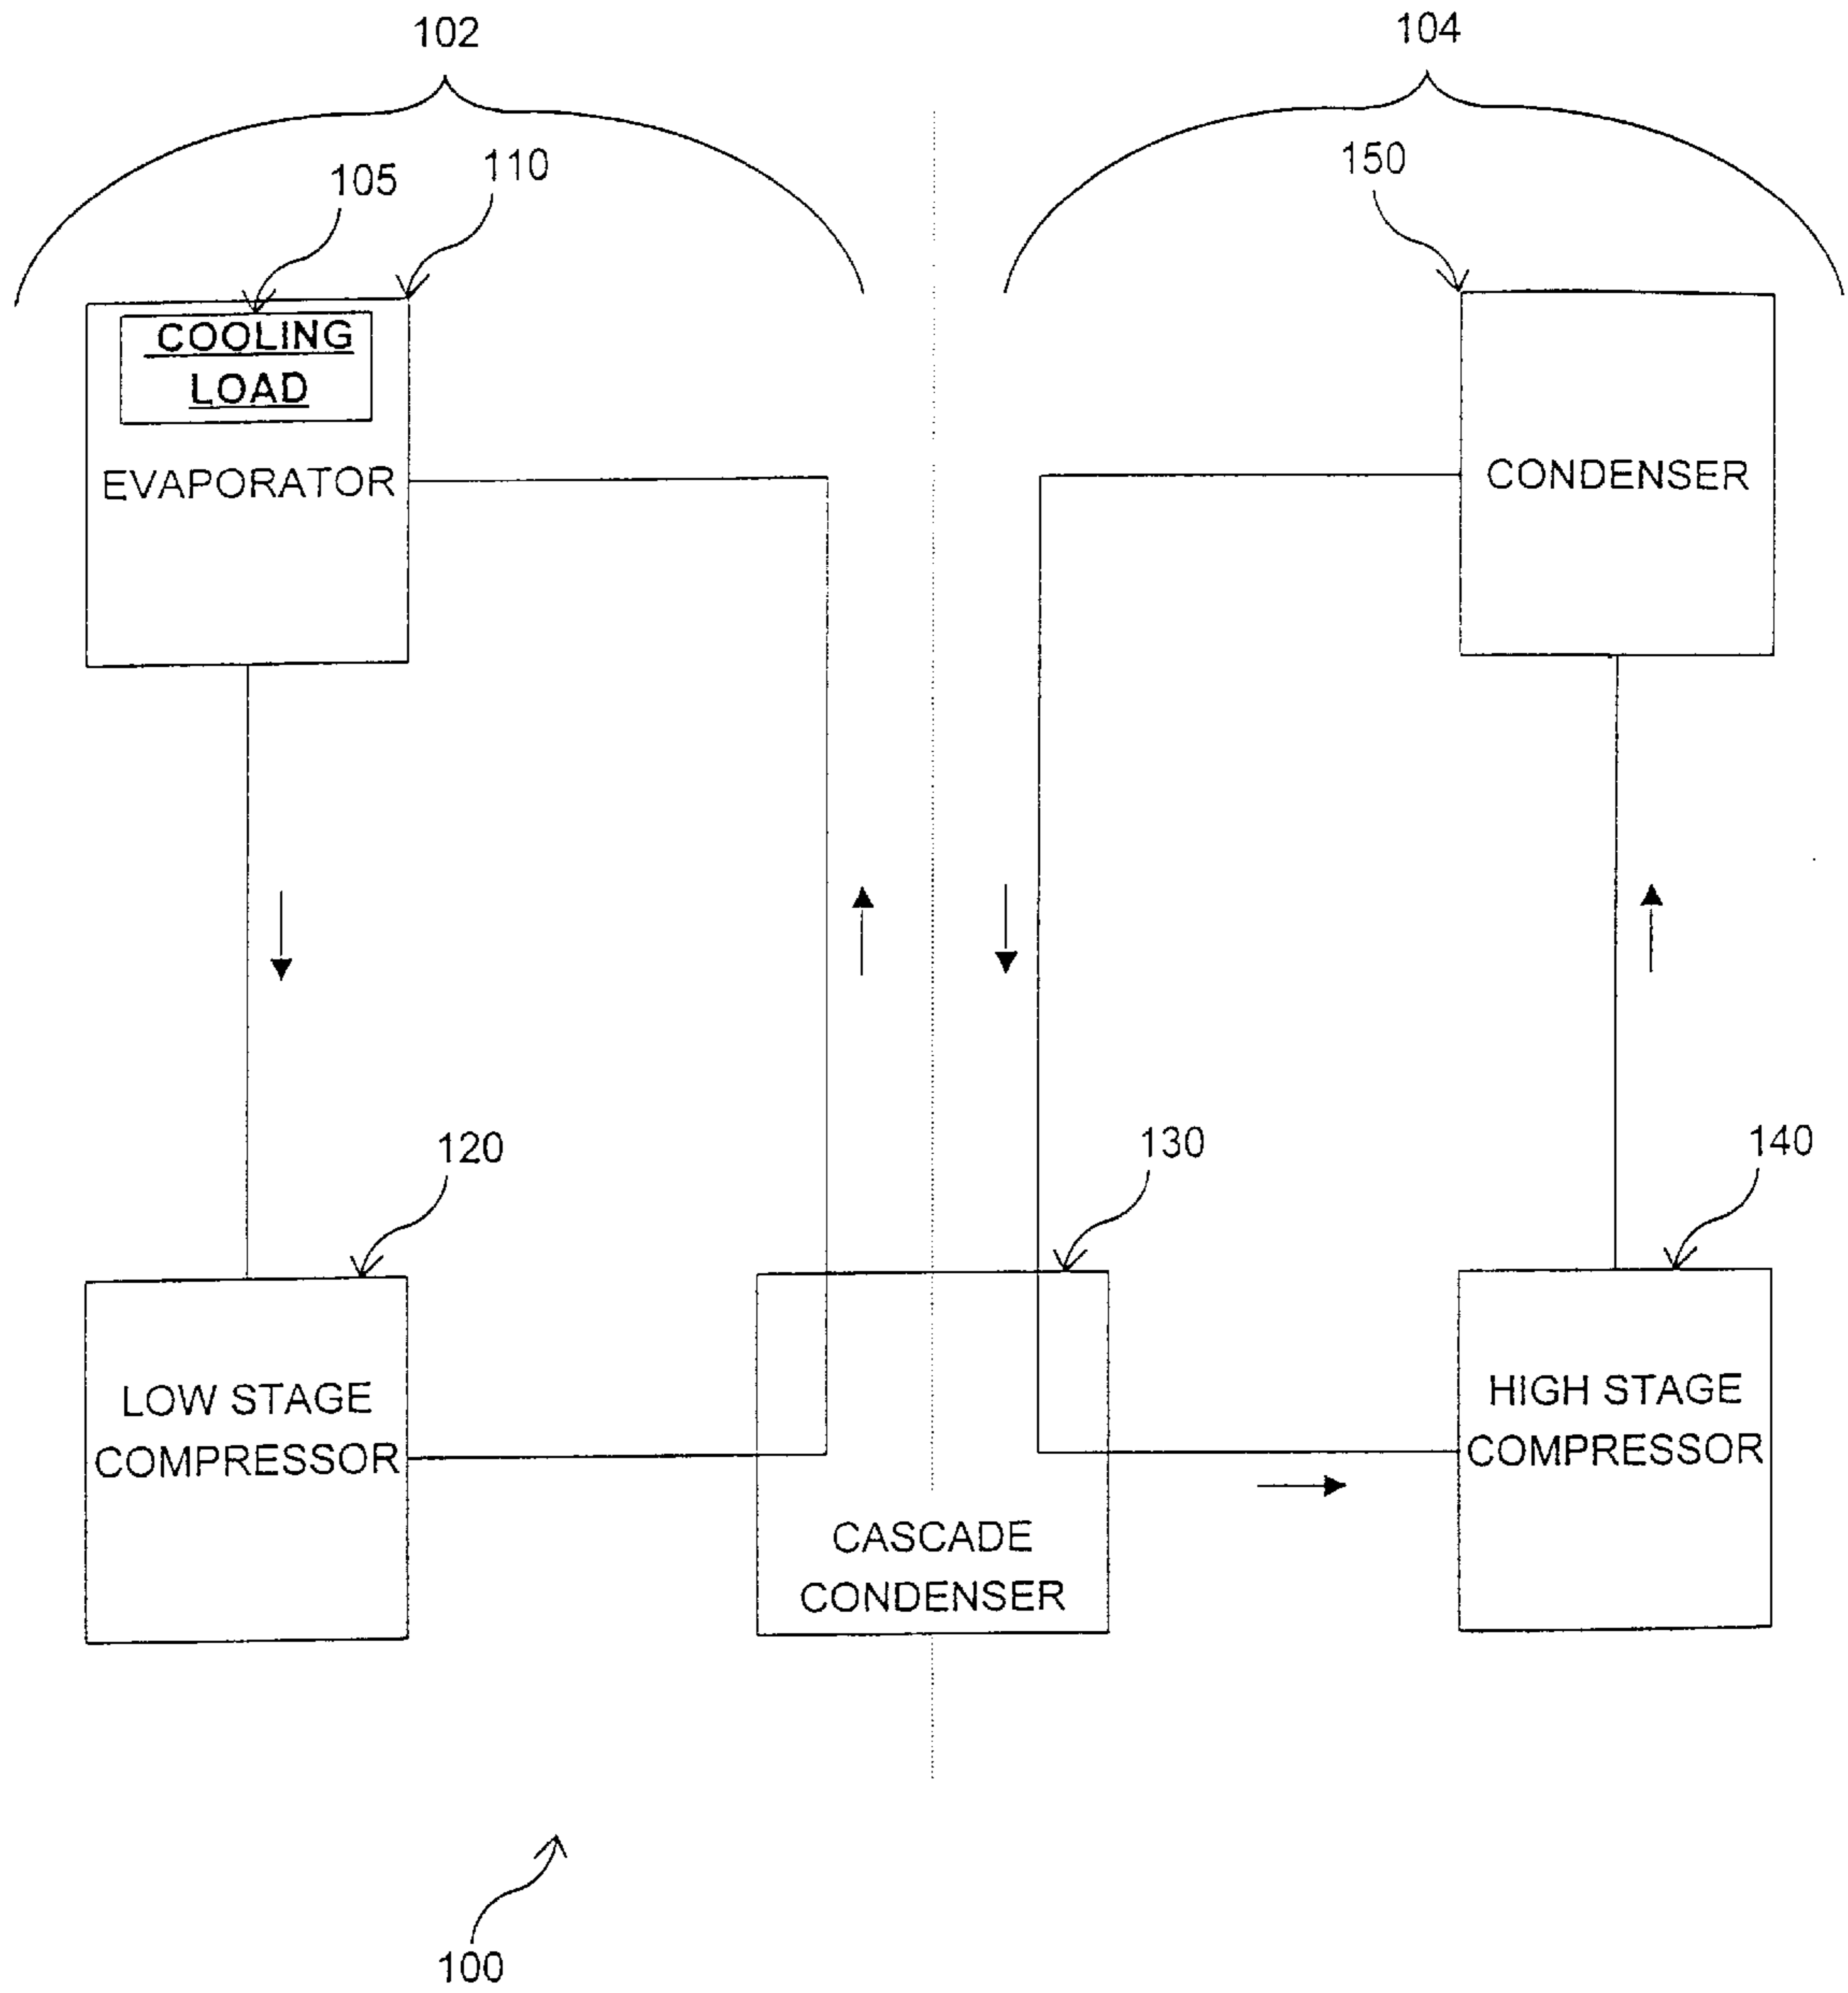 102
104
105
110
150
COOLING
LOAD
EVAPORATOR
CONDENSER
120
130
140
LOW STAGE
COMPRESSOR
HIGH STAGE
COMPRESSOR
CASCADE
CONDENSER
100